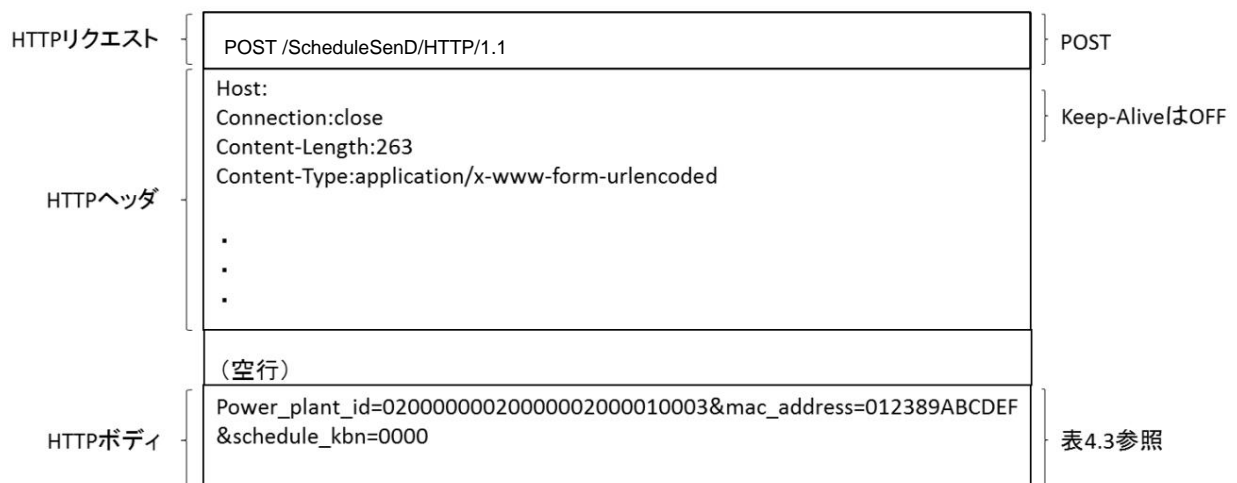 HTTPリクエスト
POST /ScheduleSenD/HTTP/1.1
POST
HTTPヘッダ
Host:
Connection:close
Content-Length:263
Content-Type:application/x-www-form-urlencoded
・
・
・
Keep-AliveはOFF
（空行）
HTTPボディ
Power_plant_id=02000000020000002000010003&mac_address=012389ABCDEF
&schedule_kbn=0000
表4.3参照